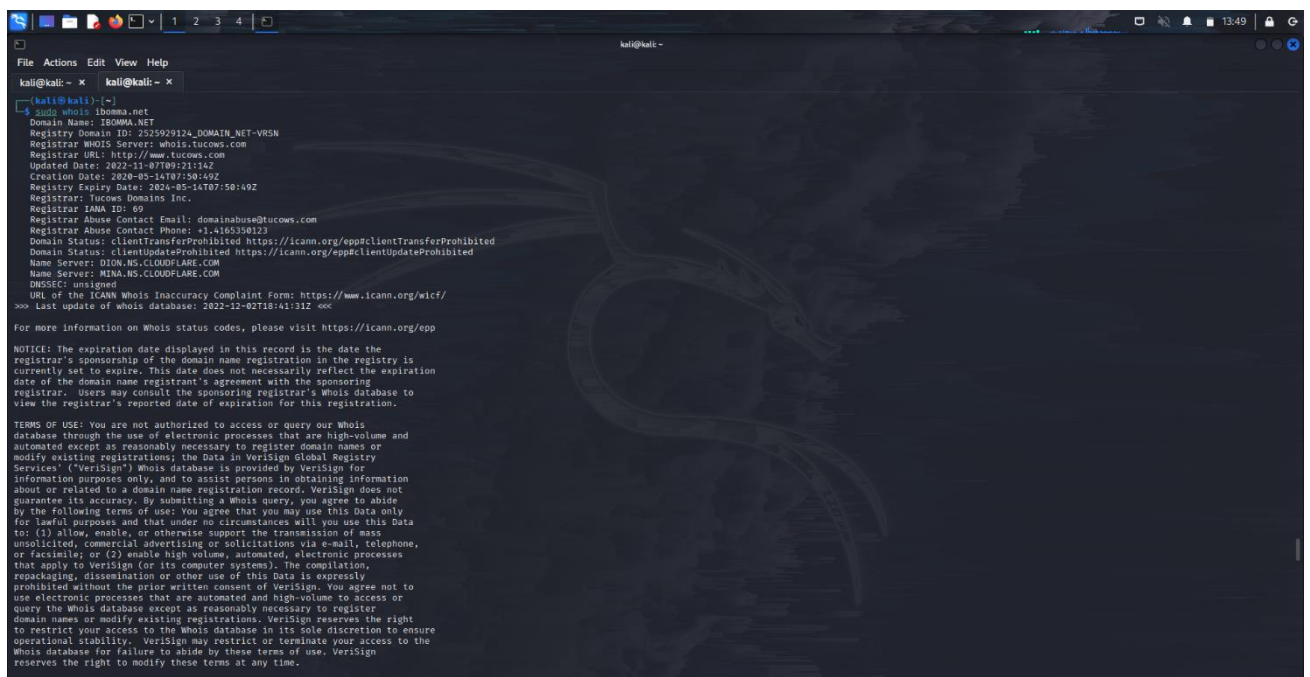 1 2 3 4
13:49
kali@kali: ~
File Actions Edit View Help
kali@kali: ~ × kali@kali: ~ ×
(kali㉿kali)-[~]
$ sudo whois ibomma.net
Domain Name: IBOMMA.NET
Registry Domain ID: 2525929124_DOMAIN_NET-VRSN
Registrar WHOIS Server: whois.tucows.com
Registrar URL: http://www.tucows.com
Updated Date: 2022-11-07T09:21:14Z
Creation Date: 2020-05-14T07:50:49Z
Registry Expiry Date: 2024-05-14T07:50:49Z
Registrar: Tucows Domains Inc.
Registrar IANA ID: 69
Registrar Abuse Contact Email: domainabuse@tucows.com
Registrar Abuse Contact Phone: +1.4165350123
Domain Status: clientTransferProhibited https://icann.org/epp#clientTransferProhibited
Domain Status: clientUpdateProhibited https://icann.org/epp#clientUpdateProhibited
Name Server: DION.NS.CLOUDFLARE.COM
Name Server: MINA.NS.CLOUDFLARE.COM
DNSSEC: unsigned
URL of the ICANN Whois Inaccuracy Complaint Form: https://www.icann.org/wicf/
>>> Last update of whois database: 2022-12-02T18:41:31Z <<<
For more information on Whois status codes, please visit https://icann.org/epp
NOTICE: The expiration date displayed in this record is the date the
registrar's sponsorship of the domain name registration in the registry is
currently set to expire. This date does not necessarily reflect the expiration
date of the domain name registrant's agreement with the sponsoring
registrar. Users may consult the sponsoring registrar's Whois database to
view the registrar's reported date of expiration for this registration.
TERMS OF USE: You are not authorized to access or query our Whois
database through the use of electronic processes that are high-volume and
automated except as reasonably necessary to register domain names or
modify existing registrations; the Data in VeriSign Global Registry
Services' ("VeriSign") Whois database is provided by VeriSign for
information purposes only, and to assist persons in obtaining information
about or related to a domain name registration record. VeriSign does not
guarantee its accuracy. By submitting a Whois query, you agree to abide
by the following terms of use: You agree that you may use this Data only
for lawful purposes and that under no circumstances will you use this Data
to: (1) allow, enable, or otherwise support the transmission of mass
unsolicited, commercial advertising or solicitations via e-mail, telephone,
or facsimile; or (2) enable high volume, automated, electronic processes
that apply to VeriSign (or its computer systems). The compilation,
repackaging, dissemination or other use of this Data is expressly
prohibited without the prior written consent of VeriSign. You agree not to
use electronic processes that are automated and high-volume to access or
query the Whois database except as reasonably necessary to register
domain names or modify existing registrations. VeriSign reserves the right
to restrict your access to the Whois database in its sole discretion to ensure
operational stability. VeriSign may restrict or terminate your access to the
Whois database for failure to abide by these terms of use. VeriSign
reserves the right to modify these terms at any time.